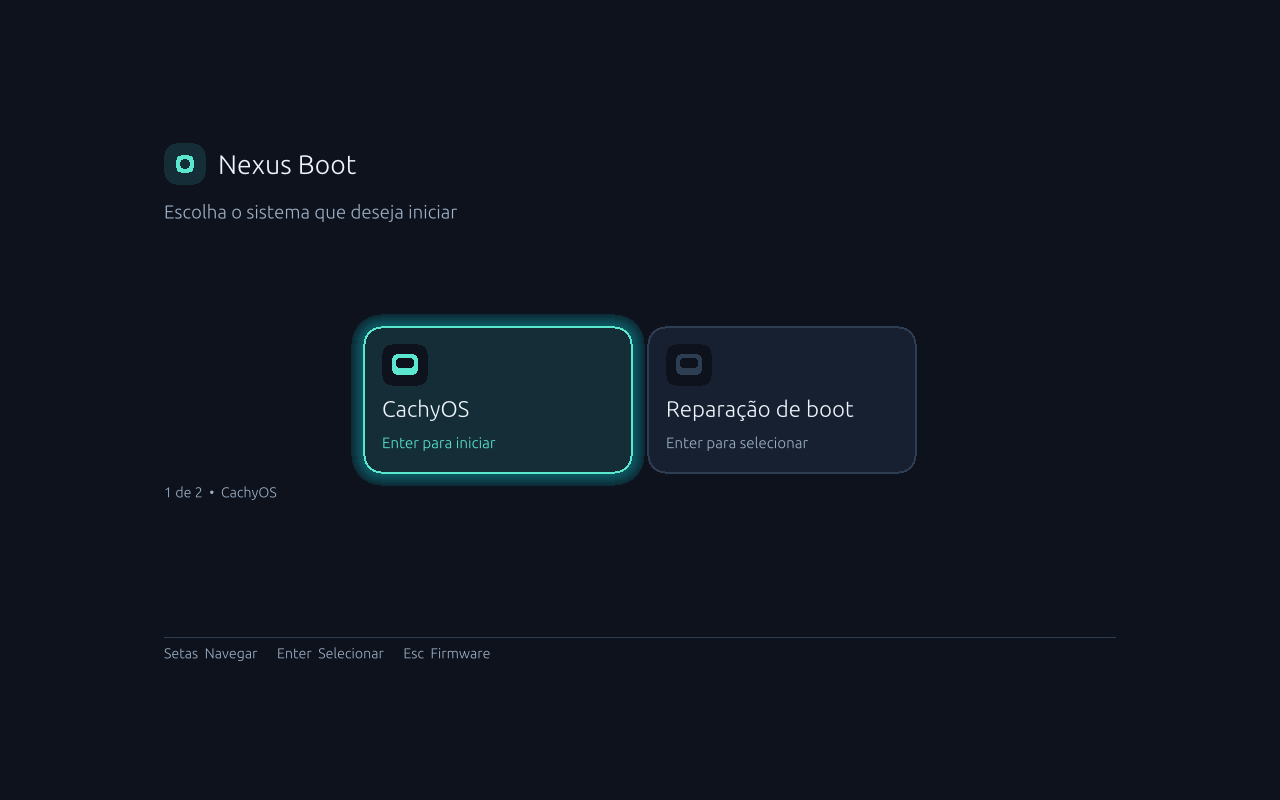 Nexus Boot
Escolha o sistema que deseja iniciar
CachyOS
Enter para iniciar
Reparação de boot
Enter para selecionar
1 de 2 • CachyOS
Setas Navegar Enter Selecionar Esc Firmware